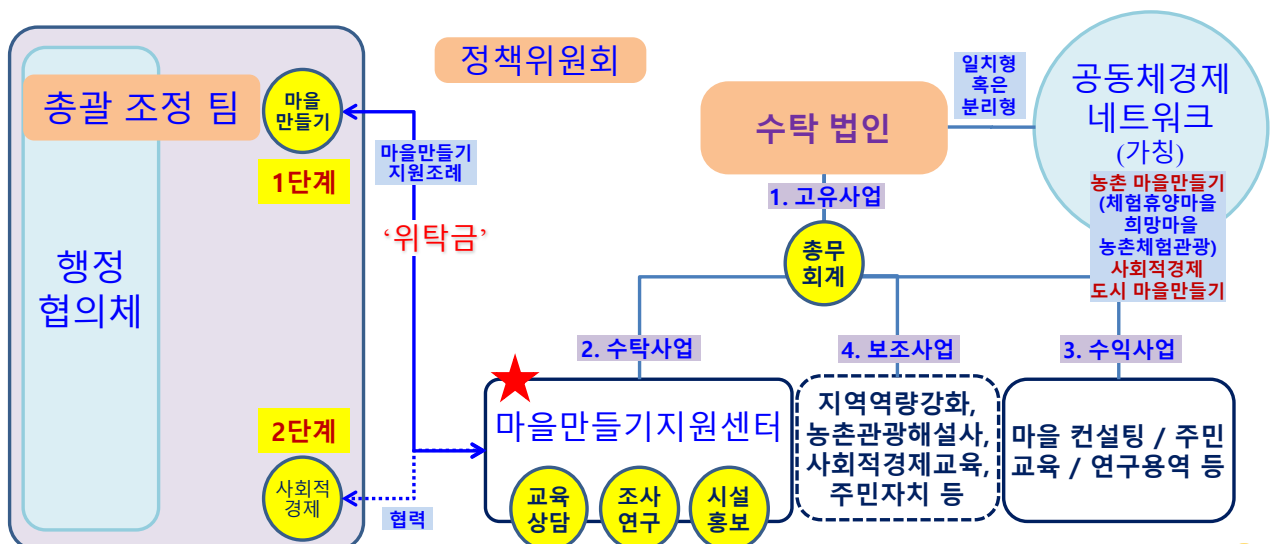 정책위원회
총괄 조정 팀
마을
만들기
1단계
행정
협의체
2단계
사회적
경제
마을만들기
지원조례
‘위탁금’
협력
수탁 법인
일치형
혹은
분리형
공동체경제
네트워크
(가칭)
농촌 마을만들기
(체험휴양마을
희망마을
농촌체험관광)
사회적경제
도시 마을만들기
1. 고유사업
총무
회계
2. 수탁사업
4. 보조사업
3. 수익사업
마을만들기지원센터
교육
상담
조사
연구
시설
홍보
지역역량강화,
농촌관광해설사,
사회적경제교육,
주민자치 등
마을 컨설팅 / 주민
교육 / 연구용역 등